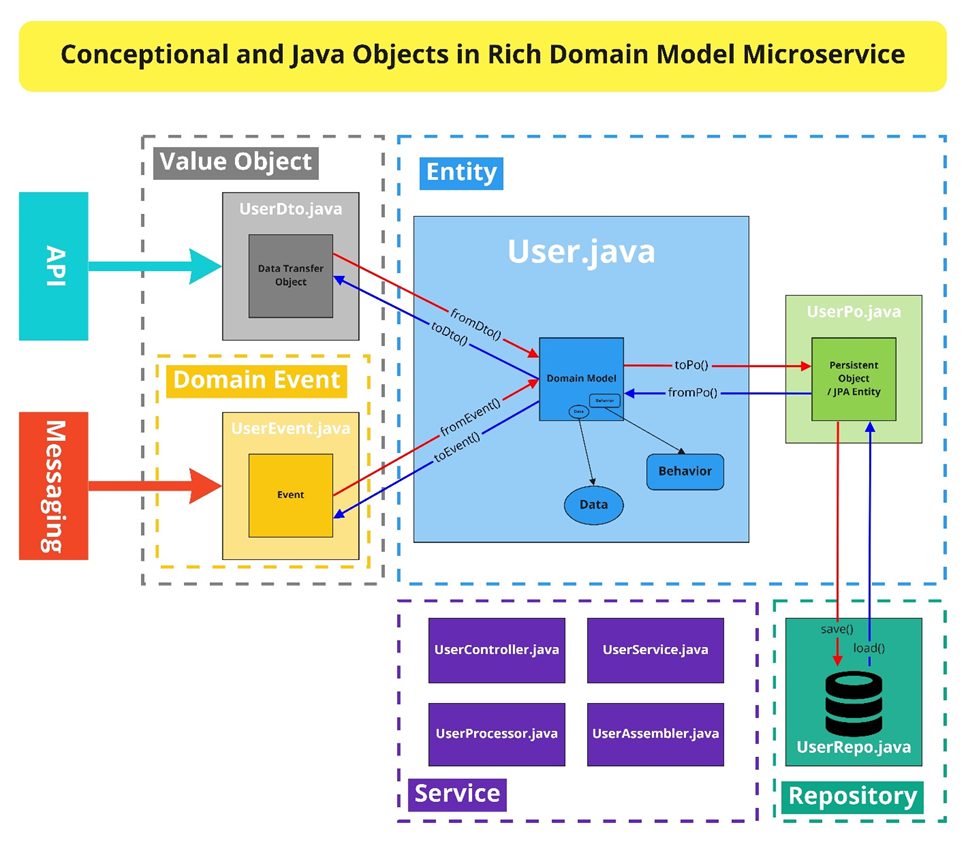 Conceptional and Java Objects in Rich Domain Model Microservice
Value Object
Entity
API
UserDto.java
Data Transfer
Object
User.java
fromDto()
toDto()
UserPo.java
Domain Event
Domain Model
Data
Behavior
toPo()
fromPo()
Persistent
Object
/ JPA Entity
Messaging
UserEvent.java
Event
fromEvent()
toEvent()
Behavior
Data
UserController.java
UserService.java
UserProcessor.java
UserAssembler.java
Service
save()
load()
UserRepo.java
Repository